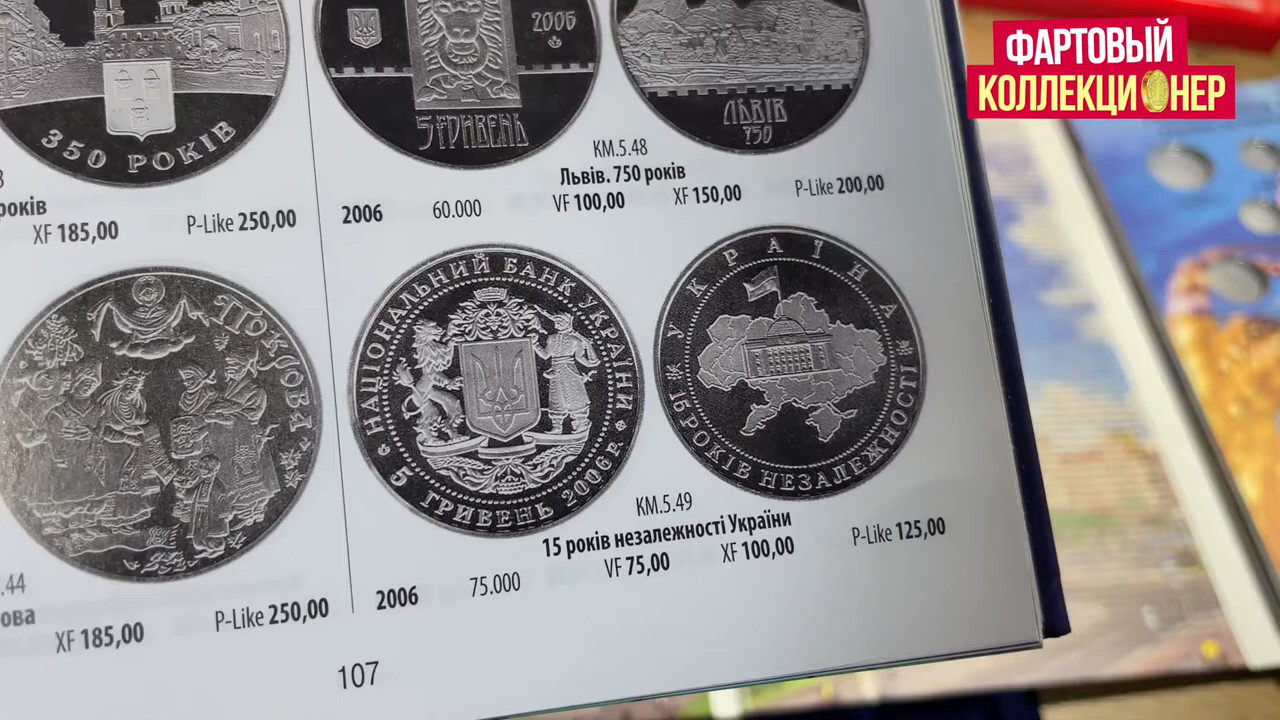 ФАРТОВЫЙ
КОЛЛЕКЦИОНЕР
350 РОКІВ
2006
5 ГРИВЕНЬ
ЛЬВІВ
750
КМ.5.48
Львів. 750 років
2006 60.000 VF 100,00 XF 150,00 P-Like 200,00
років
XF 185,00 P-Like 250,00
ПОКРОВА
НАЦІОНАЛЬНИЙ БАНК УКРАЇНИ
5 ГРИВЕНЬ 2006 Р
УКРАЇНА
15 РОКІВ НЕЗАЛЕЖНОСТІ
КМ.5.49
15 років незалежності України
2006 75.000 VF 75,00 XF 100,00 P-Like 125,00
.44
ова
XF 185,00 P-Like 250,00
107